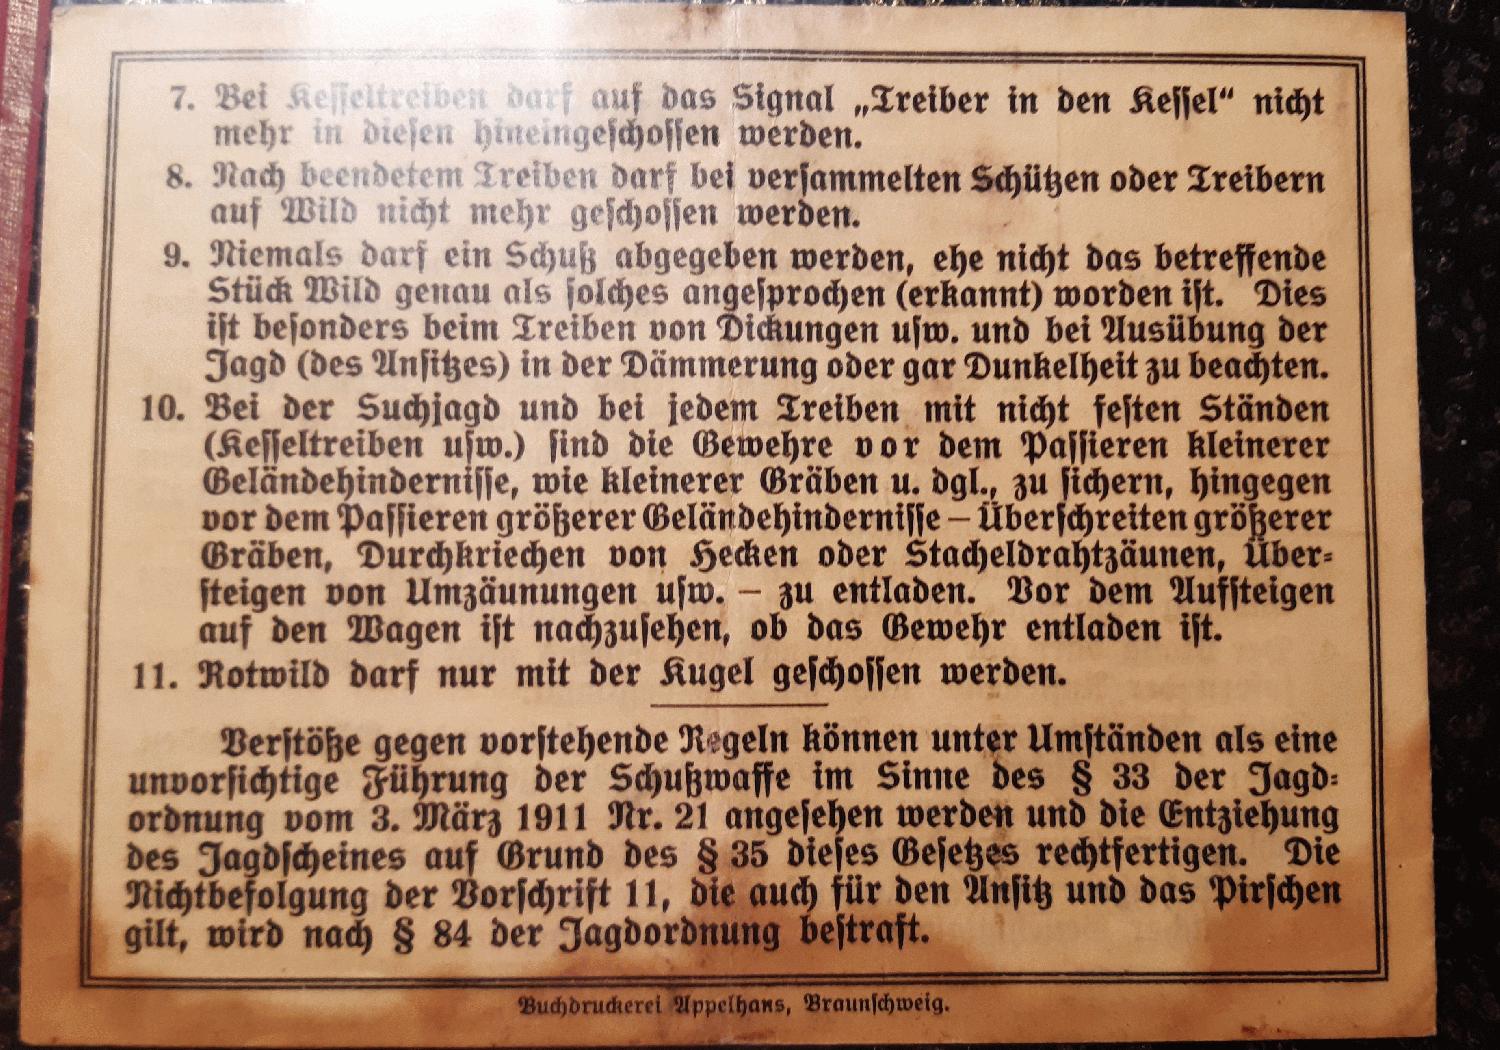 7. Bei Kesseltreiben darf auf das Signal „Treiber in den Kessel“ nicht
mehr in diesen hineingeschossen werden.
8. Nach beendetem Treiben darf bei versammelten Schützen oder Treibern
auf Wild nicht mehr geschossen werden.
9. Niemals darf ein Schuß abgegeben werden, ehe nicht das betreffende
Stück Wild genau als solches angesprochen (erkannt) worden ist. Dies
ist besonders beim Treiben von Dickungen usw. und bei Ausübung der
Jagd (des Ansitzes) in der Dämmerung oder gar Dunkelheit zu beachten.
10. Bei der Suchjagd und bei jedem Treiben mit nicht festen Ständen
(Kesseltreiben usw.) sind die Gewehre vor dem Passieren kleinerer
Geländehindernisse, wie kleinerer Gräben u. dgl., zu sichern, hingegen
vor dem Passieren größerer Geländehindernisse – Überschreiten größerer
Gräben, Durchkriechen von Hecken oder Stacheldrahtzäunen, Über-
steigen von Umzäunungen usw. – zu entladen. Vor dem Aufsteigen
auf den Wagen ist nachzusehen, ob das Gewehr entladen ist.
11. Rotwild darf nur mit der Kugel geschossen werden.
Verstöße gegen vorstehende Regeln können unter Umständen als eine
unvorsichtige Führung der Schußwaffe im Sinne des § 33 der Jagd-
ordnung vom 3. März 1911 Nr. 21 angesehen werden und die Entziehung
des Jagdscheines auf Grund des § 35 dieses Gesetzes rechtfertigen. Die
Nichtbefolgung der Vorschrift 11, die auch für den Ansitz und das Pirschen
gilt, wird nach § 84 der Jagdordnung bestraft.
Buchdruckerei Appelhans, Braunschweig.